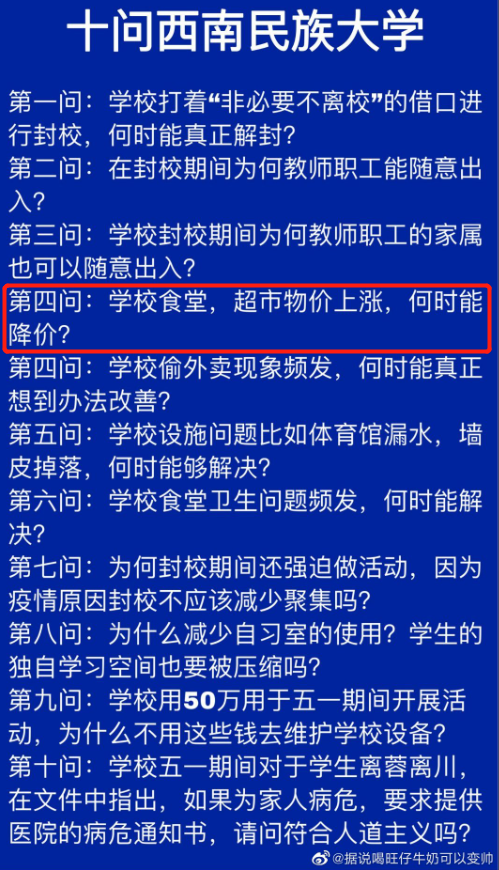 十问西南民族大学
第一问：学校打着“非必要不离校”的借口进
行封校，何时能真正解封？
第二问：在封校期间为何教师职工能随意出
入？
第三问：学校封校期间为何教师职工的家属
也可以随意出入？
第四问：学校食堂，超市物价上涨，何时能
降价？
第四问：学校偷外卖现象频发，何时能真正
想到办法改善？
第五问：学校设施问题比如体育馆漏水，墙
皮掉落，何时能够解决？
第六问：学校食堂卫生问题频发，何时能解
决？
第七问：为何封校期间还强迫做活动，因为
疫情原因封校不应该减少聚集吗？
第八问：为什么减少自习室的使用？学生的
独自学习空间也要被压缩吗？
第九问：学校用50万用于五一期间开展活
动，为什么不用这些钱去维护学校设备？
第十问：学校五一期间对于学生离蓉离川，
在文件中指出，如果为家人病危，要求提供
医院的病危通知书，请问符合人道主义吗？
@据说喝旺仔牛奶可以变帅